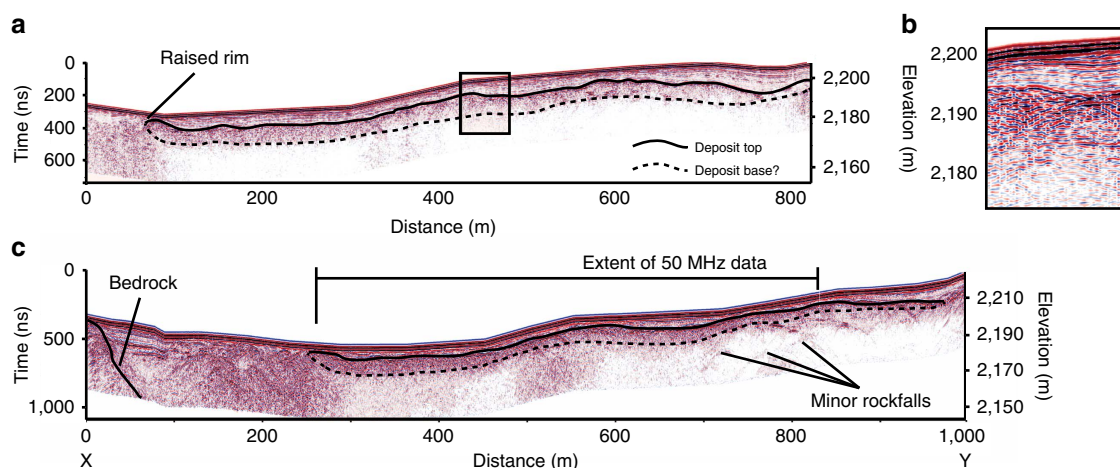 a
Raised rim
0
200
400
600
Time (ns)
2,200
2,180
2,160
Elevation (m)
Deposit top
Deposit base?
0
200
400
600
800
Distance (m)
b
2,200
2,190
2,180
Elevation (m)
c
Bedrock
Extent of 50 MHz data
0
500
1,000
Time (ns)
2,210
2,190
2,170
2,150
Elevation (m)
Minor rockfalls
0
200
400
600
800
1,000
X
Distance (m)
Y